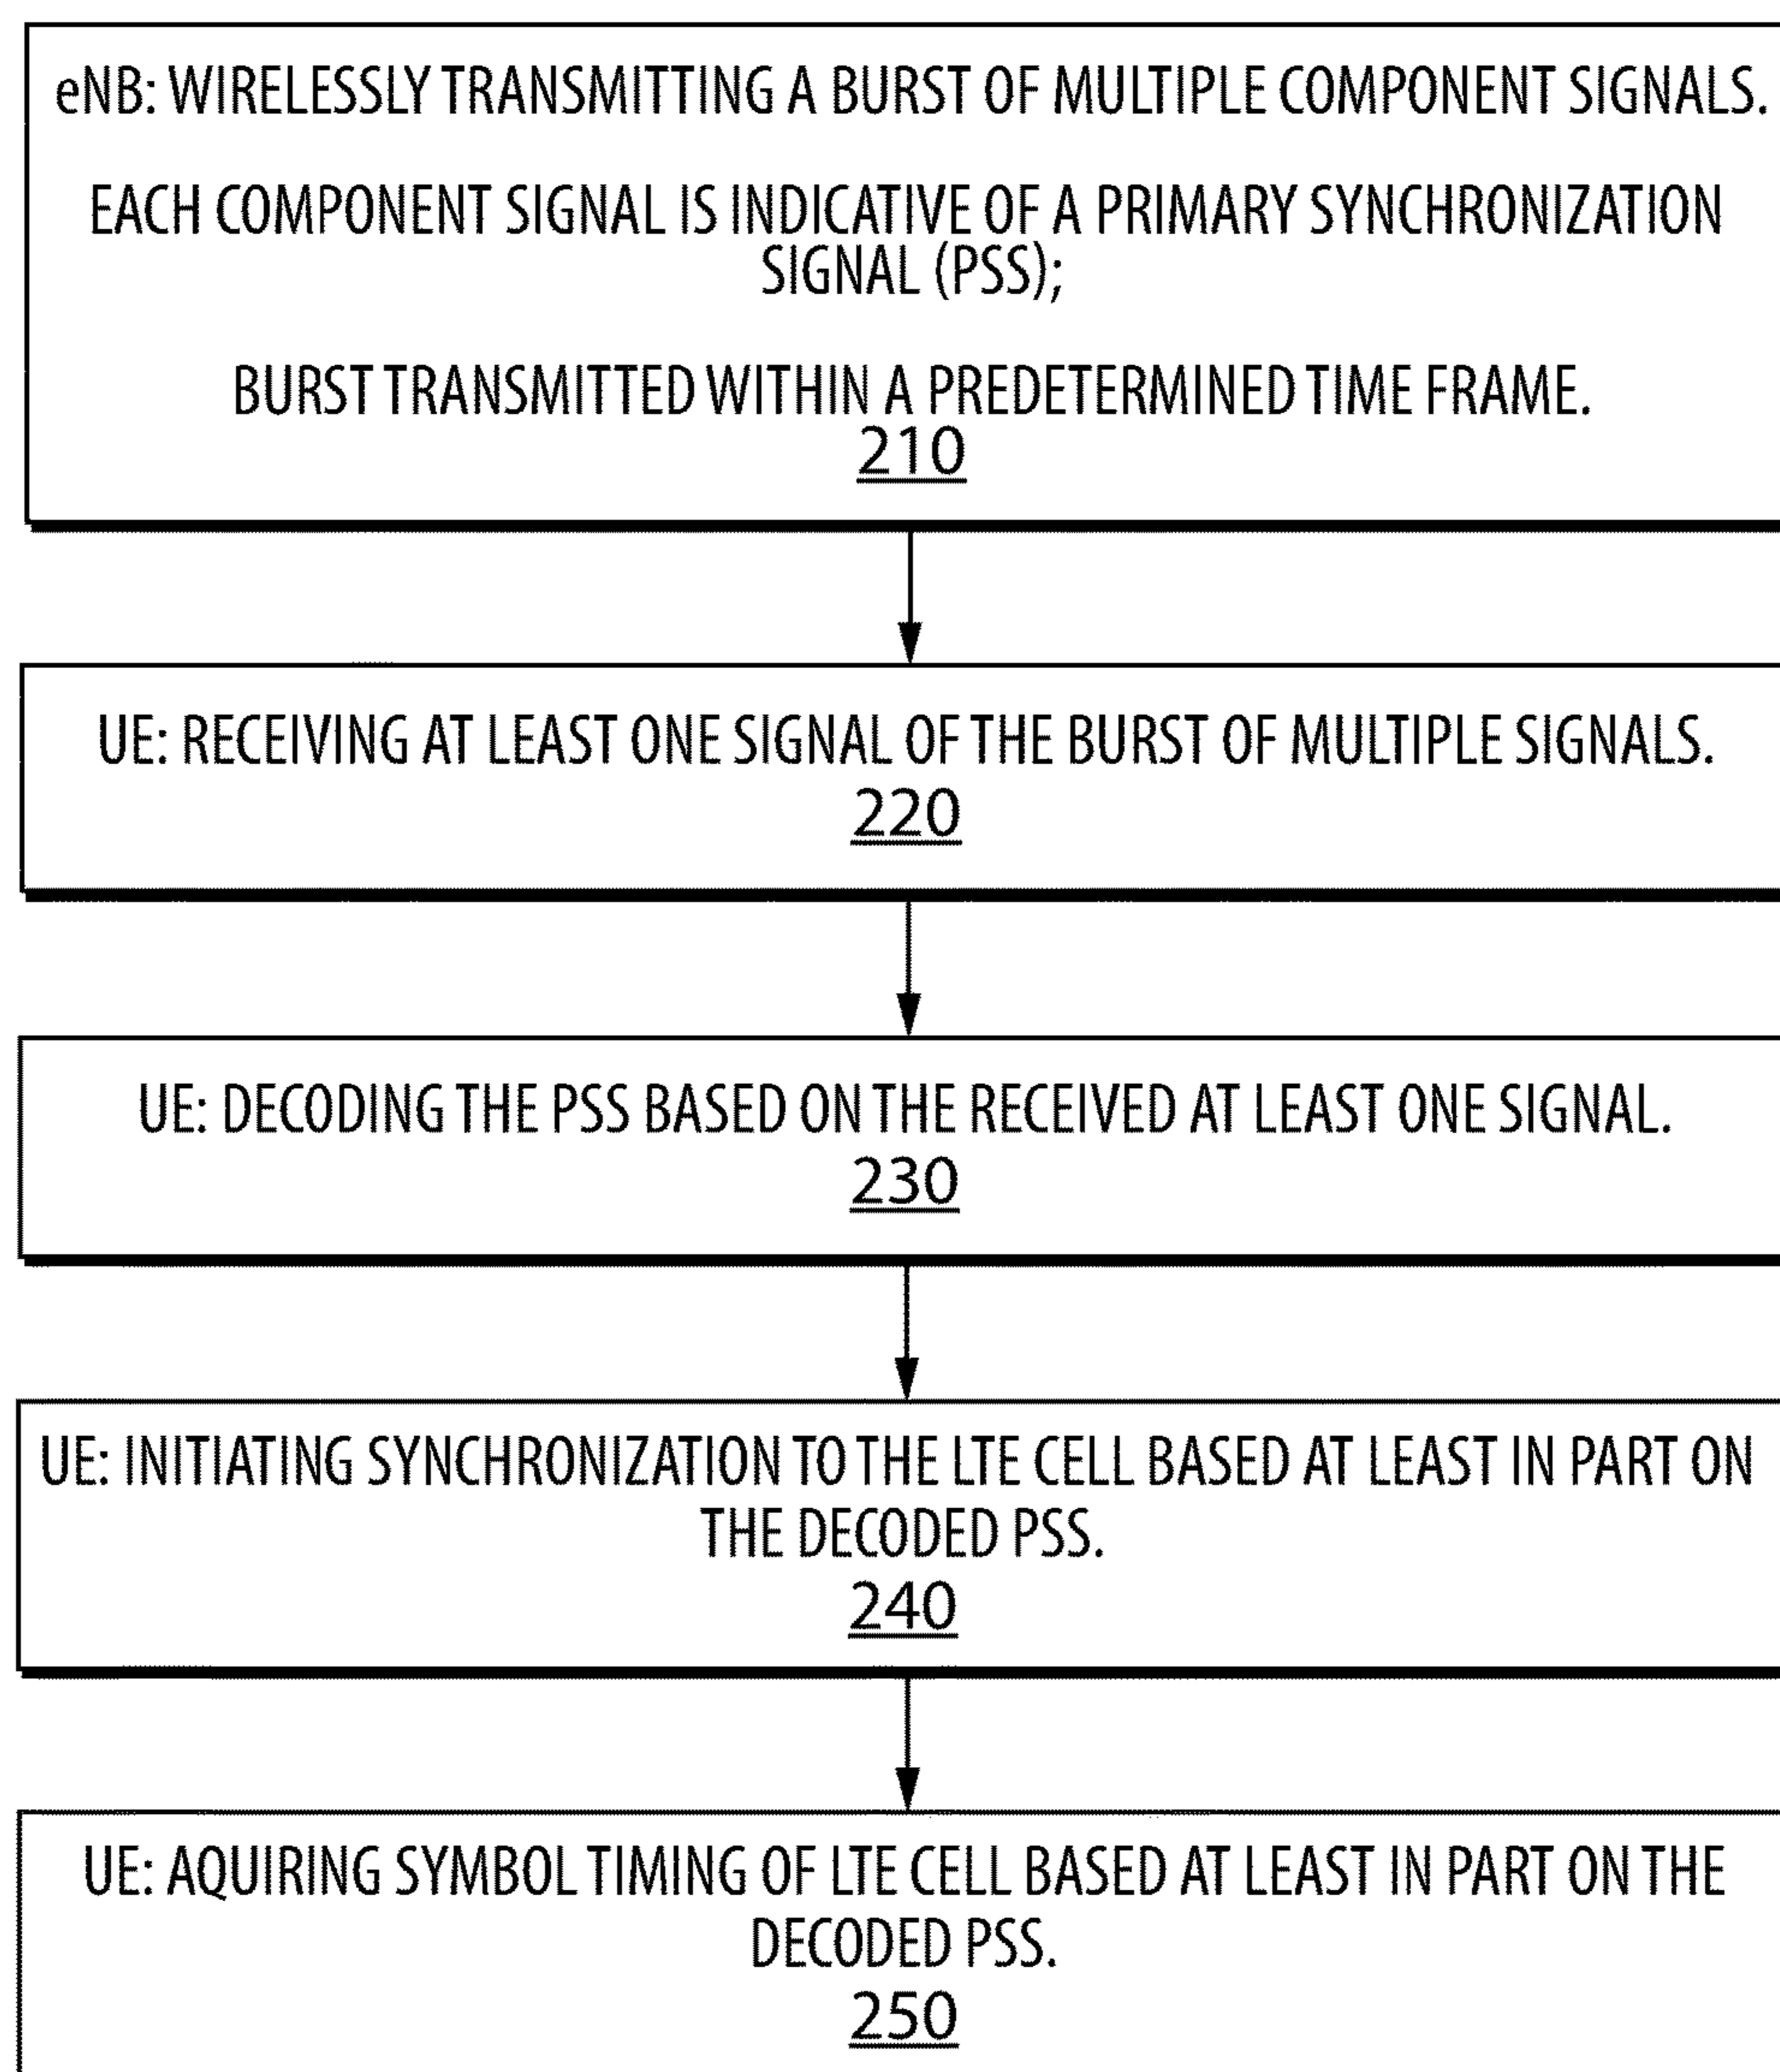 eNB: WIRELESSLY TRANSMITTING A BURST OF MULTIPLE COMPONENT SIGNALS.
EACH COMPONENT SIGNAL IS INDICATIVE OF A PRIMARY SYNCHRONIZATION
SIGNAL (PSS);
BURST TRANSMITTED WITHIN A PREDETERMINED TIME FRAME.
210
UE: RECEIVING AT LEAST ONE SIGNAL OF THE BURST OF MULTIPLE SIGNALS.
220
UE: DECODING THE PSS BASED ON THE RECEIVED AT LEAST ONE SIGNAL.
230
UE: INITIATING SYNCHRONIZATION TO THE LTE CELL BASED AT LEAST IN PART ON
THE DECODED PSS.
240
UE: AQUIRING SYMBOL TIMING OF LTE CELL BASED AT LEAST IN PART ON THE
DECODED PSS.
250